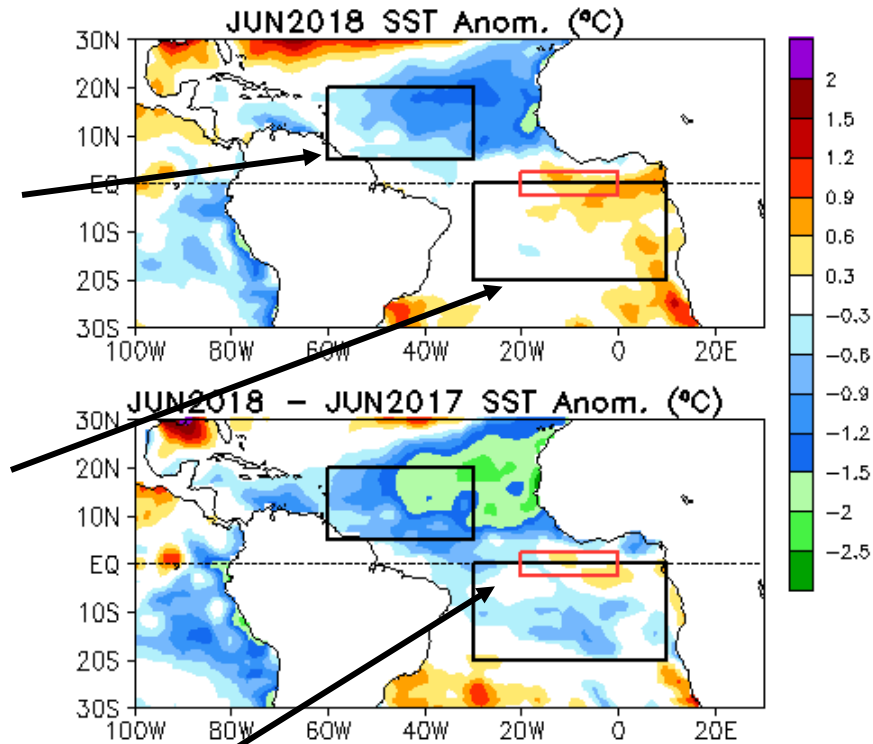 JUN2018 SST Anom. (°C)
30N
20N
10N
EQ
10S
20S
30S
100W 80W 60W 40W 20W 0 20E
2
1.5
1.2
0.9
0.6
0.3
-0.3
-0.6
-0.9
-1.2
-1.5
-2
-2.5
JUN2018 - JUN2017 SST Anom. (°C)
30N
20N
10N
EQ
10S
20S
30S
100W 80W 60W 40W 20W 0 20E